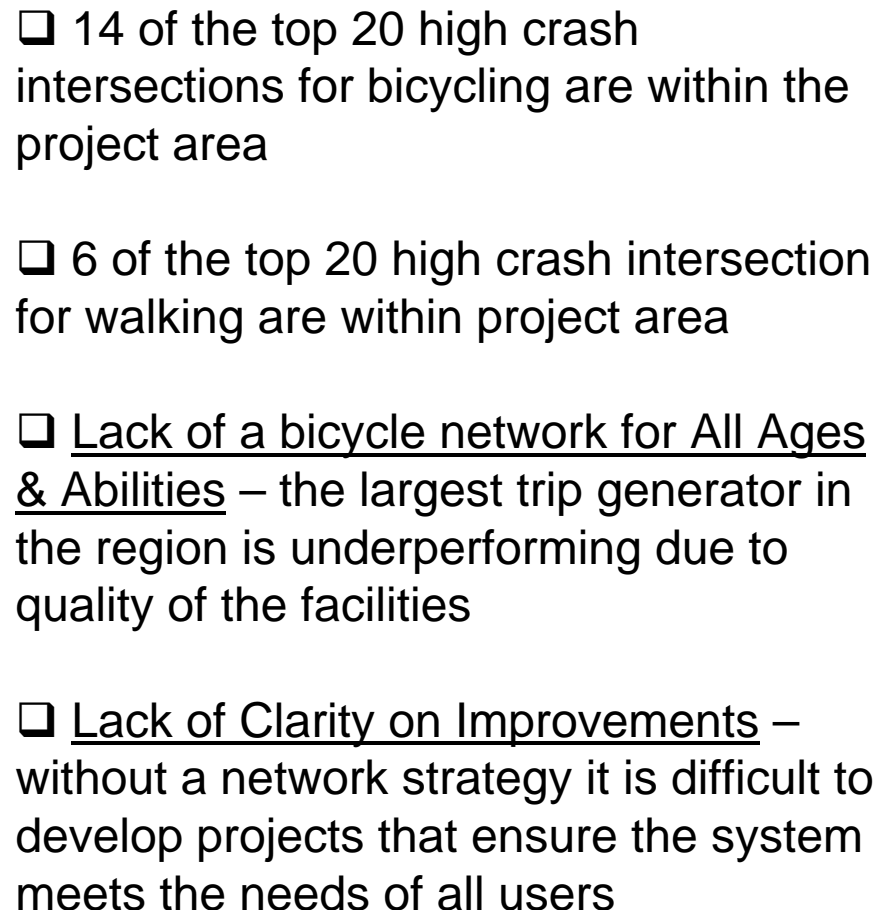 ❑ 14 of the top 20 high crash
intersections for bicycling are within the
project area
❑ 6 of the top 20 high crash intersection
for walking are within project area
❑ Lack of a bicycle network for All Ages
& Abilities – the largest trip generator in
the region is underperforming due to
quality of the facilities
❑ Lack of Clarity on Improvements –
without a network strategy it is difficult to
develop projects that ensure the system
meets the needs of all users